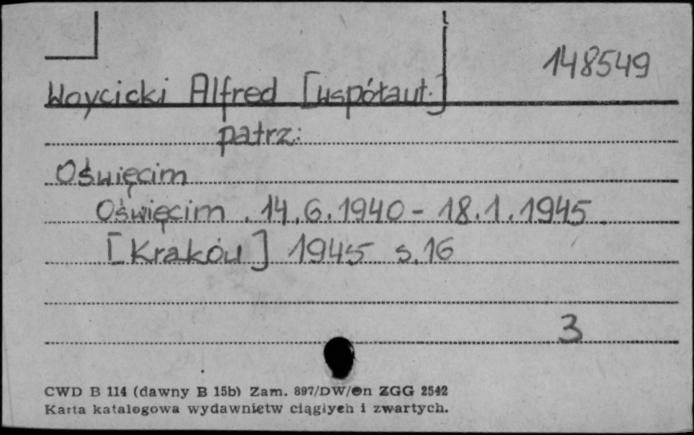 148549
Woycicki Alfred [współaut.]
patrz:
Oświęcim
Oświęcim . 14.6.1940 - 18.1.1945.
[Kraków] 1945 s.16
3
CWD B 114 (dawny B 15b) Zam. 897/DW/en ZGG 2542
Karta katalogowa wydawnictw ciągłych i zwartych.